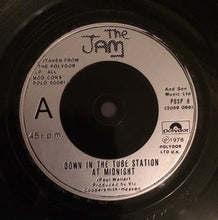 The
JAM
(TAKEN FROM
THE POLYDOR
LP ALL
MOD CONS
POLD 5008)
And Son
Music Ltd
POSP 8
(2059 068)
A
45 r.p.m.
polydor
℗ 1978
POLYDOR
LTD U.K.
DOWN IN THE TUBE STATION
AT MIDNIGHT
(Paul Weller)
Produced by Vic
Coppersmith-Heaven